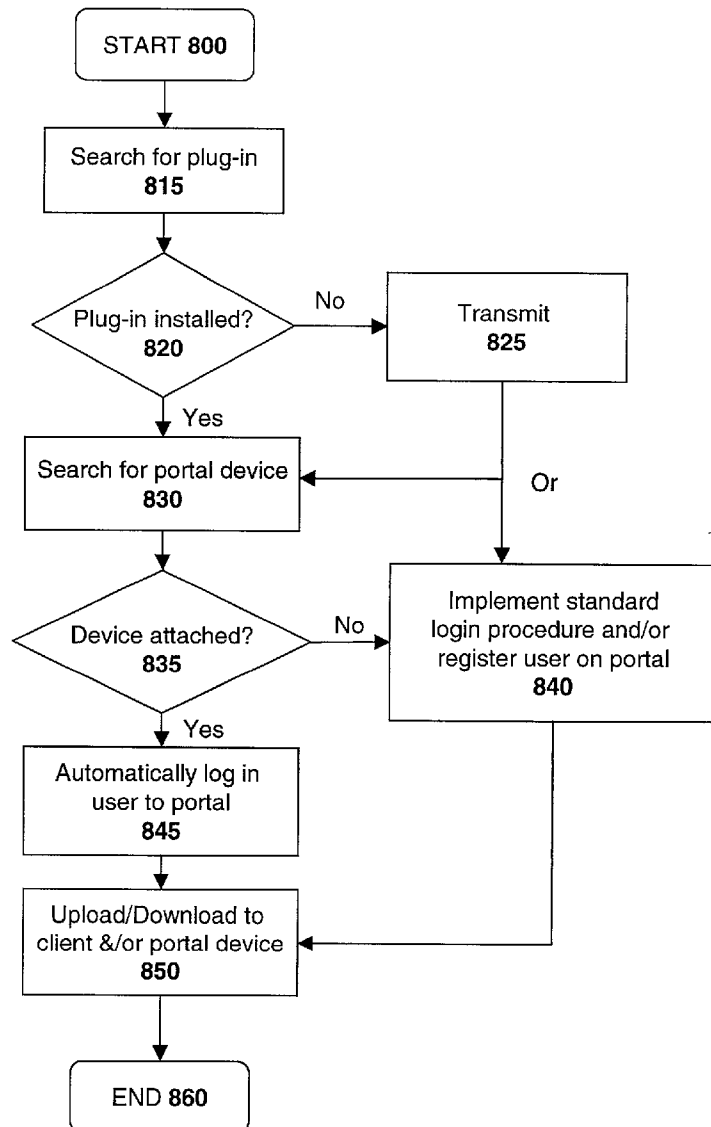 START 800
Search for plug-in
815
Plug-in installed?
820
No
Transmit
825
Yes
Search for portal device
830
Or
Device attached?
835
No
Implement standard
login procedure and/or
register user on portal
840
Yes
Automatically log in
user to portal
845
Upload/Download to
client &/or portal device
850
END 860